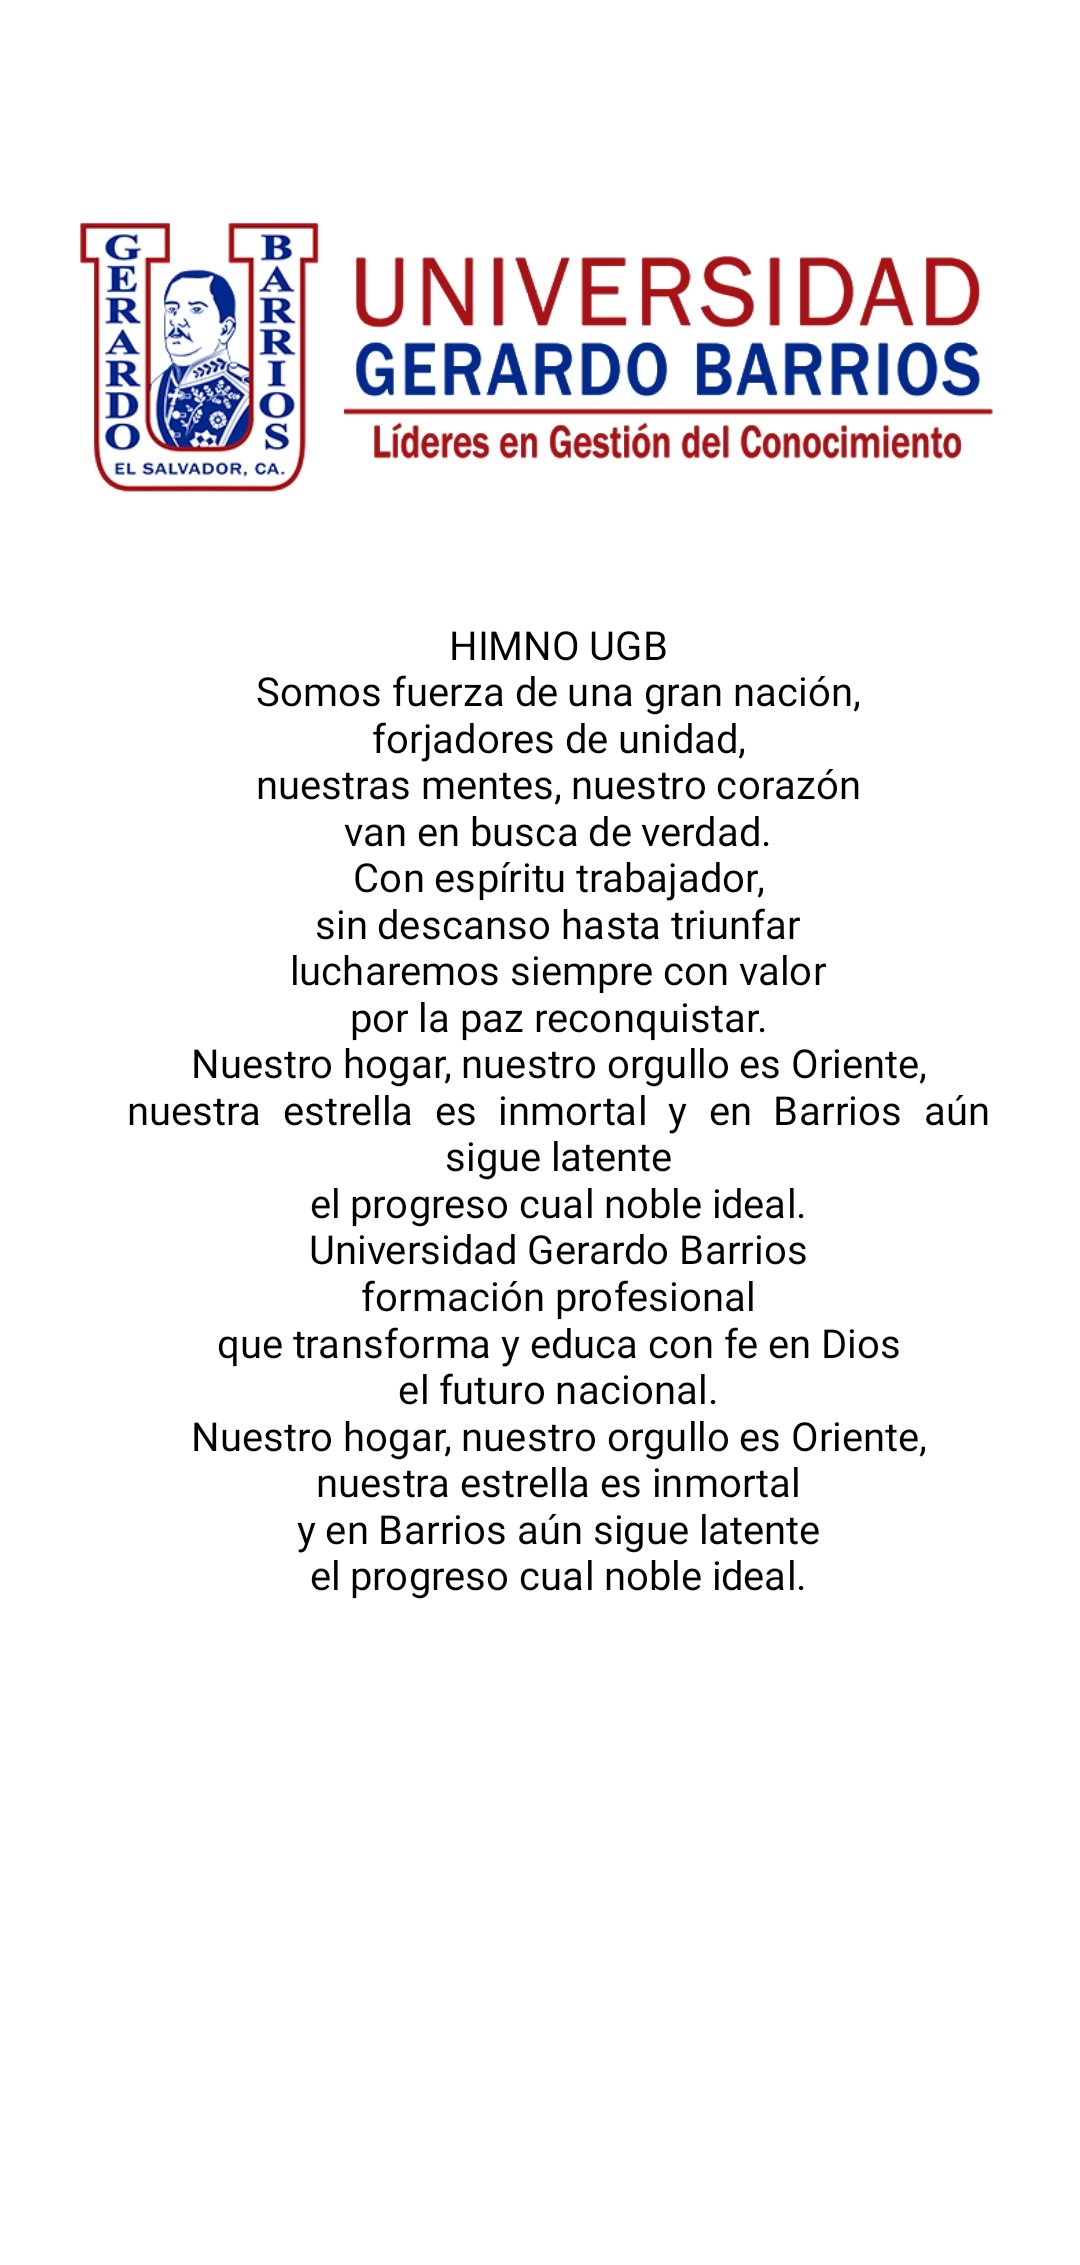 GERARDO
BARRIOS
EL SALVADOR, CA.
UNIVERSIDAD
GERARDO BARRIOS
Líderes en Gestión del Conocimiento
HIMNO UGB
Somos fuerza de una gran nación,
forjadores de unidad,
nuestras mentes, nuestro corazón
van en busca de verdad.
Con espíritu trabajador,
sin descanso hasta triunfar
lucharemos siempre con valor
por la paz reconquistar.
Nuestro hogar, nuestro orgullo es Oriente,
nuestra estrella es inmortal y en Barrios aún
sigue latente
el progreso cual noble ideal.
Universidad Gerardo Barrios
formación profesional
que transforma y educa con fe en Dios
el futuro nacional.
Nuestro hogar, nuestro orgullo es Oriente,
nuestra estrella es inmortal
y en Barrios aún sigue latente
el progreso cual noble ideal.